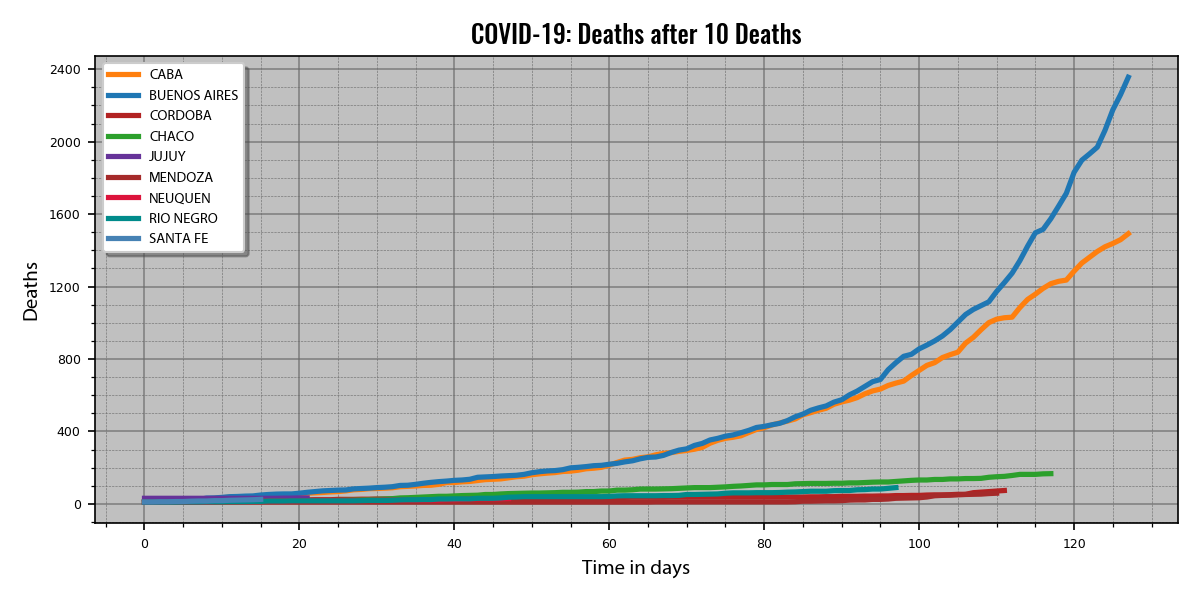 COVID-19: Deaths after 10 Deaths
2400
2000
1600
1200
800
400
0
Deaths
CABA
BUENOS AIRES
CORDOBA
CHACO
JUJUY
MENDOZA
NEUQUEN
RIO NEGRO
SANTA FE
0 20 40 60 80 100 120
Time in days